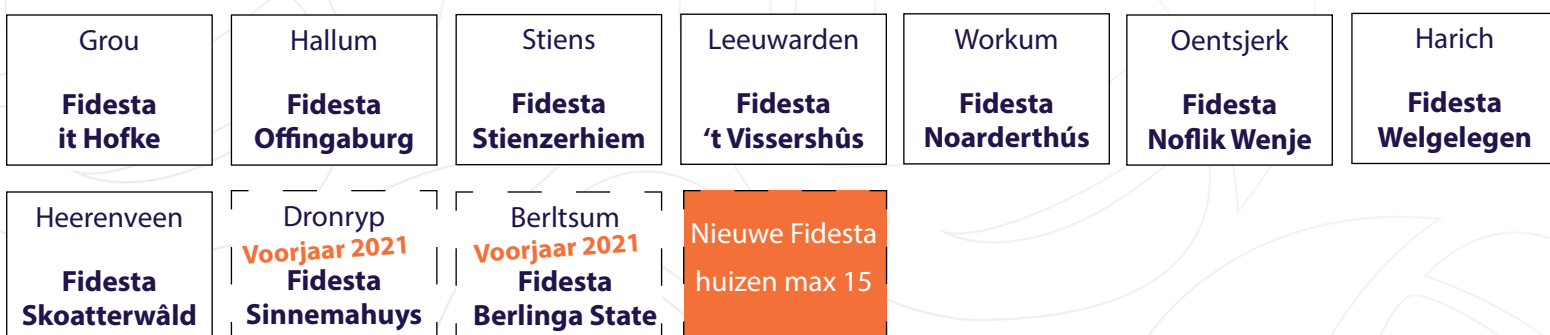 Grou
Fidesta
it Hofke
Hallum
Fidesta
Offingaburg
Stiens
Fidesta
Stienzerhiem
Leeuwarden
Fidesta
‘t Vissershûs
Workum
Fidesta
Noarderthús
Oentsjerk
Fidesta
Noflik Wenje
Harich
Fidesta
Welgelegen
Heerenveen
Fidesta
Skoatterwâld
Dronryp
Voorjaar 2021
Fidesta
Sinnemahuys
Berltsum
Voorjaar 2021
Fidesta
Berlinga State
Nieuwe Fidesta
huizen max 15